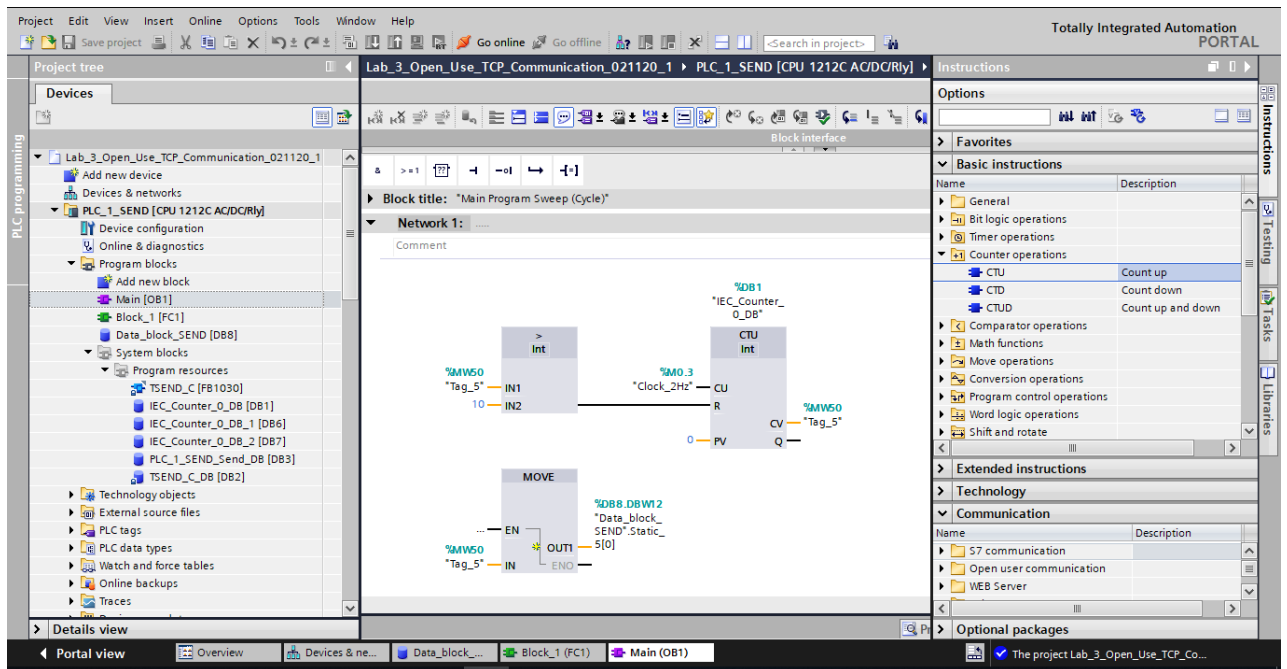 Project Edit View Insert Online Options Tools Window Help
Totally Integrated Automation
PORTAL
Save project
Go online
Go offline
<Search in project>
Project tree
Devices
PLC programming
Lab_3_Open_Use_TCP_Communication_021120_1
Add new device
Devices & networks
PLC_1_SEND [CPU 1212C AC/DC/Rly]
Device configuration
Online & diagnostics
Program blocks
Add new block
Main [OB1]
Block_1 [FC1]
Data_block_SEND [DB8]
System blocks
Program resources
TSEND_C [FB1030]
IEC_Counter_0_DB [DB1]
IEC_Counter_0_DB_1 [DB6]
IEC_Counter_0_DB_2 [DB7]
PLC_1_SEND_Send_DB [DB3]
TSEND_C_DB [DB2]
Technology objects
External source files
PLC tags
PLC data types
Watch and force tables
Online backups
Traces
Details view
Lab_3_Open_Use_TCP_Communication_021120_1 PLC_1_SEND [CPU 1212C AC/DC/Rly]
Block interface
& >=1 ??
Block title: "Main Program Sweep (Cycle)"
Network 1: .....
Comment
>
Int
%MW50
"Tag_5"
IN1
10
IN2
%DB1
"IEC_Counter_
0_DB"
CTU
Int
%M0.3
"Clock_2Hz"
CU
R
%MW50
CV
"Tag_5"
0
PV
Q
MOVE
...
EN
%DB8.DBW12
"Data_block_
SEND".Static_
5[0]
OUT1
%MW50
"Tag_5"
IN
ENO
Instructions
Options
Favorites
Basic instructions
Name Description
General
Bit logic operations
Timer operations
Counter operations
CTU Count up
CTD Count down
CTUD Count up and down
Comparator operations
Math functions
Move operations
Conversion operations
Program control operations
Word logic operations
Shift and rotate
Extended instructions
Technology
Communication
Name Description
S7 communication
Open user communication
WEB Server
Optional packages
Instructions
Testing
Tasks
Libraries
Portal view
Overview
Devices & ne...
Data_block_...
Block_1 (FC1)
Main (OB1)
The project Lab_3_Open_Use_TCP_Co...